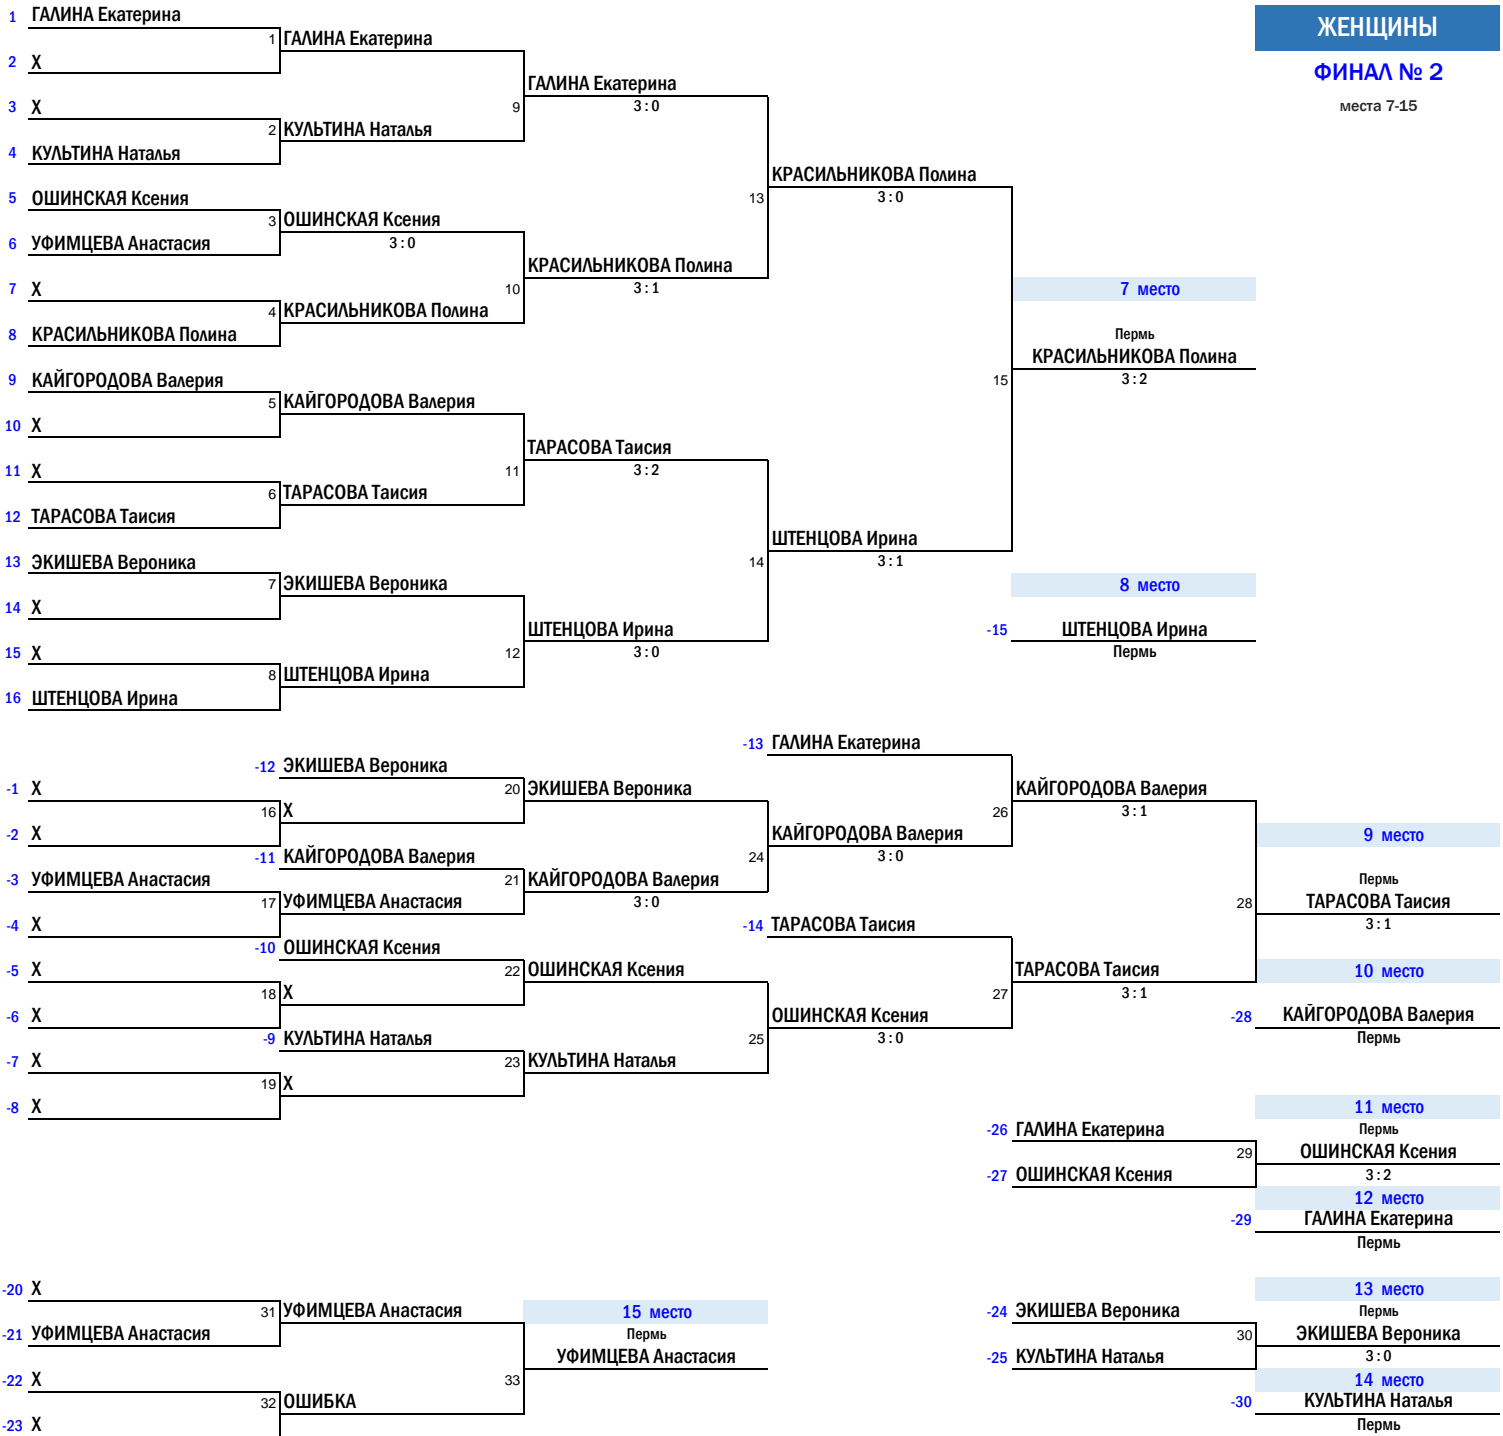 ЖЕНЩИНЫ
ФИНАЛ № 2
места 7-15
1 ГАЛИНА Екатерина
1 ГАЛИНА Екатерина
2 X
ГАЛИНА Екатерина
3 : 0
3 X
9
2 КУЛЬТИНА Наталья
4 КУЛЬТИНА Наталья
КРАСИЛЬНИКОВА Полина
13
3 : 0
5 ОШИНСКАЯ Ксения
3 ОШИНСКАЯ Ксения
3 : 0
6 УФИМЦЕВА Анастасия
КРАСИЛЬНИКОВА Полина
3 : 1
7 X
10
7 место
4 КРАСИЛЬНИКОВА Полина
8 КРАСИЛЬНИКОВА Полина
Пермь
КРАСИЛЬНИКОВА Полина
15
3 : 2
9 КАЙГОРОДОВА Валерия
5 КАЙГОРОДОВА Валерия
10 X
ТАРАСОВА Таисия
3 : 2
11 X
11
6 ТАРАСОВА Таисия
12 ТАРАСОВА Таисия
ШТЕНЦОВА Ирина
14
3 : 1
13 ЭКИШЕВА Вероника
7 ЭКИШЕВА Вероника
8 место
14 X
ШТЕНЦОВА Ирина
3 : 0
-15 ШТЕНЦОВА Ирина
Пермь
15 X
12
8 ШТЕНЦОВА Ирина
16 ШТЕНЦОВА Ирина
-13 ГАЛИНА Екатерина
-12 ЭКИШЕВА Вероника
-1 X
20 ЭКИШЕВА Вероника
КАЙГОРОДОВА Валерия
3 : 1
16 X
26
-2 X
КАЙГОРОДОВА Валерия
3 : 0
9 место
-11 КАЙГОРОДОВА Валерия
24
-3 УФИМЦЕВА Анастасия
21 КАЙГОРОДОВА Валерия
3 : 0
Пермь
17 УФИМЦЕВА Анастасия
28
ТАРАСОВА Таисия
3 : 1
-4 X
-14 ТАРАСОВА Таисия
-10 ОШИНСКАЯ Ксения
-5 X
22 ОШИНСКАЯ Ксения
ТАРАСОВА Таисия
3 : 1
10 место
18 X
27
-6 X
ОШИНСКАЯ Ксения
3 : 0
-28 КАЙГОРОДОВА Валерия
Пермь
-9 КУЛЬТИНА Наталья
25
-7 X
23 КУЛЬТИНА Наталья
19 X
-8 X
11 место
Пермь
-26 ГАЛИНА Екатерина
29
ОШИНСКАЯ Ксения
3 : 2
-27 ОШИНСКАЯ Ксения
12 место
-29 ГАЛИНА Екатерина
Пермь
-20 X
31 УФИМЦЕВА Анастасия
-21 УФИМЦЕВА Анастасия
15 место
Пермь
УФИМЦЕВА Анастасия
33
-22 X
32 ОШИБКА
-23 X
13 место
Пермь
-24 ЭКИШЕВА Вероника
30
ЭКИШЕВА Вероника
3 : 0
-25 КУЛЬТИНА Наталья
14 место
-30 КУЛЬТИНА Наталья
Пермь